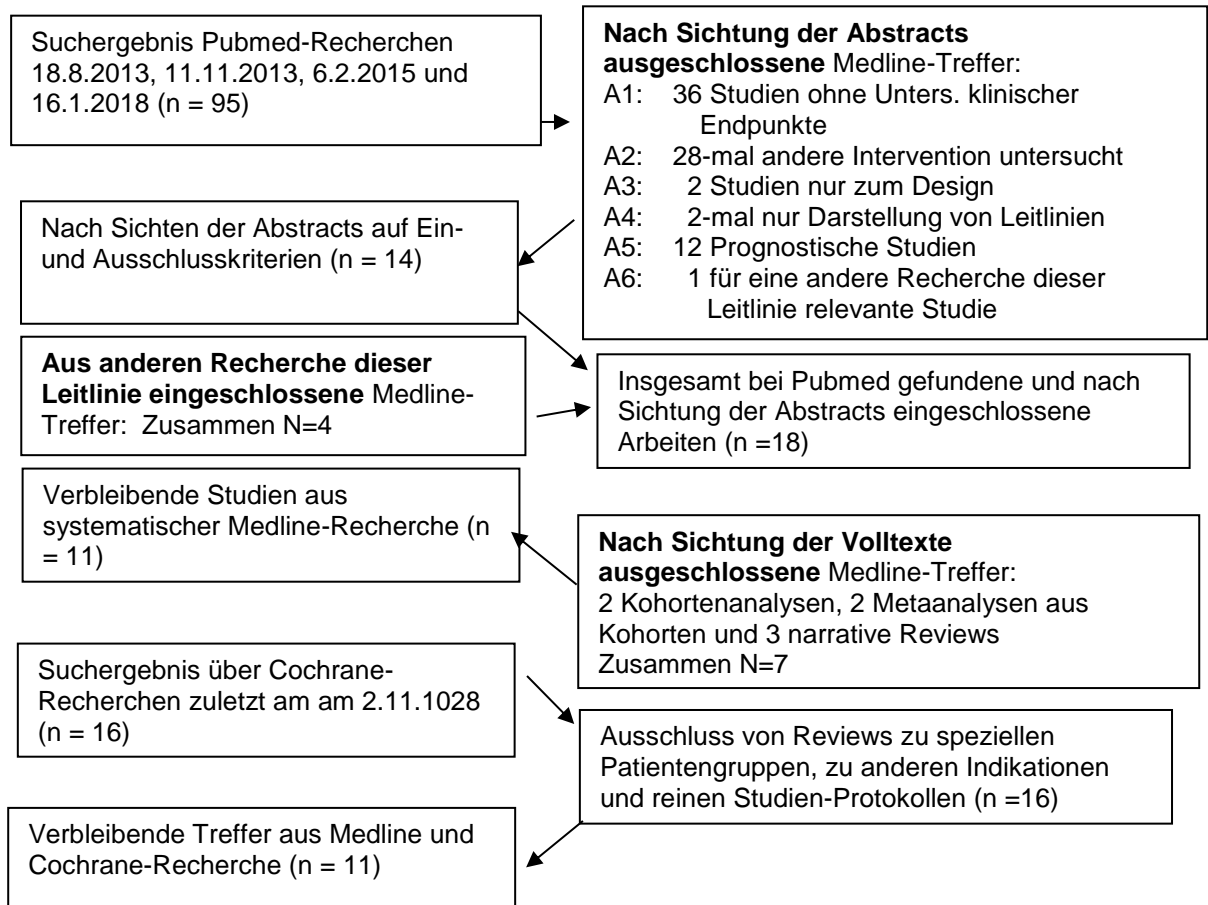 Suchergebnis Pubmed-Recherchen
18.8.2013, 11.11.2013, 6.2.2015 und
16.1.2018 (n = 95)
Nach Sichtung der Abstracts
ausgeschlossene Medline-Treffer:
A1: 36 Studien ohne Unters. klinischer
Endpunkte
A2: 28-mal andere Intervention untersucht
A3: 2 Studien nur zum Design
A4: 2-mal nur Darstellung von Leitlinien
A5: 12 Prognostische Studien
A6: 1 für eine andere Recherche dieser
Leitlinie relevante Studie
Nach Sichten der Abstracts auf Ein-
und Ausschlusskriterien (n = 14)
Aus anderen Recherche dieser
Leitlinie eingeschlossene Medline-
Treffer: Zusammen N=4
Insgesamt bei Pubmed gefundene und nach
Sichtung der Abstracts eingeschlossene
Arbeiten (n =18)
Verbleibende Studien aus
systematischer Medline-Recherche (n
= 11)
Nach Sichtung der Volltexte
ausgeschlossene Medline-Treffer:
2 Kohortenanalysen, 2 Metaanalysen aus
Kohorten und 3 narrative Reviews
Zusammen N=7
Suchergebnis über Cochrane-
Recherchen zuletzt am am 2.11.1028
(n = 16)
Ausschluss von Reviews zu speziellen
Patientengruppen, zu anderen Indikationen
und reinen Studien-Protokollen (n =16)
Verbleibende Treffer aus Medline und
Cochrane-Recherche (n = 11)